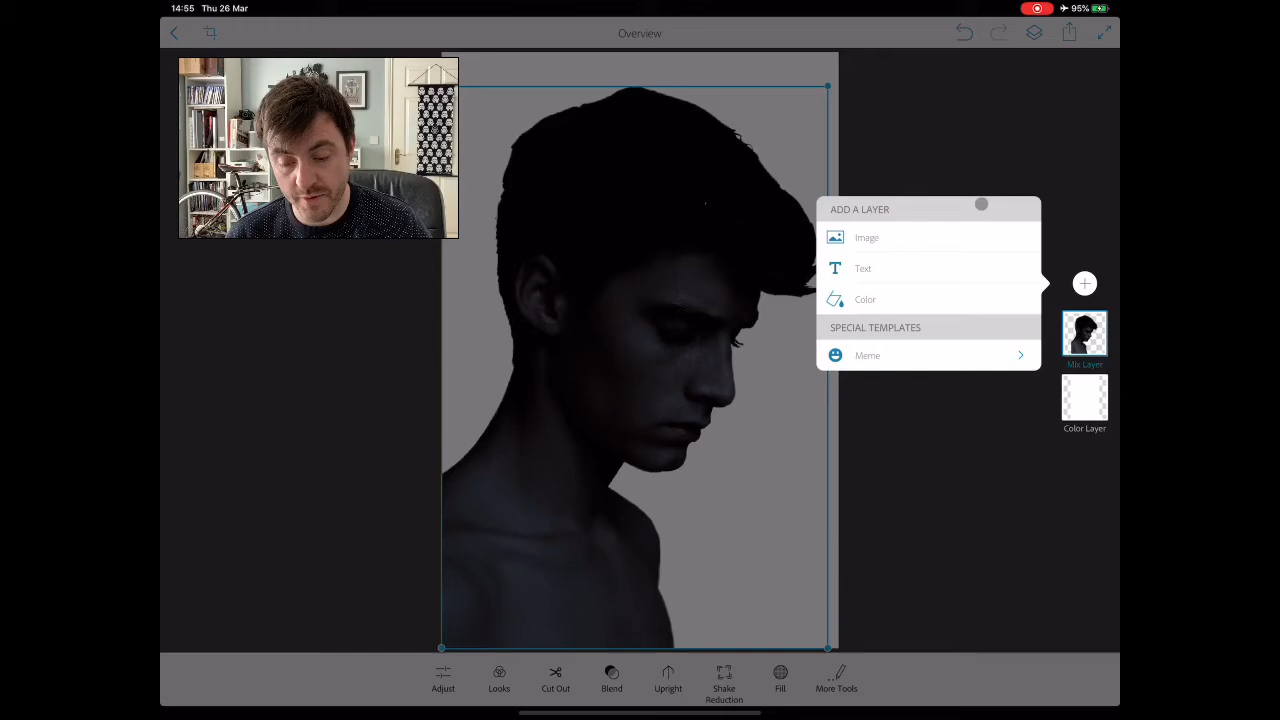 14:55 Thu 26 Mar
95%
Overview
ADD A LAYER
Image
Text
Color
SPECIAL TEMPLATES
Meme
Mix Layer
Color Layer
Adjust
Looks
Cut Out
Blend
Upright
Shake
Reduction
Fill
More Tools